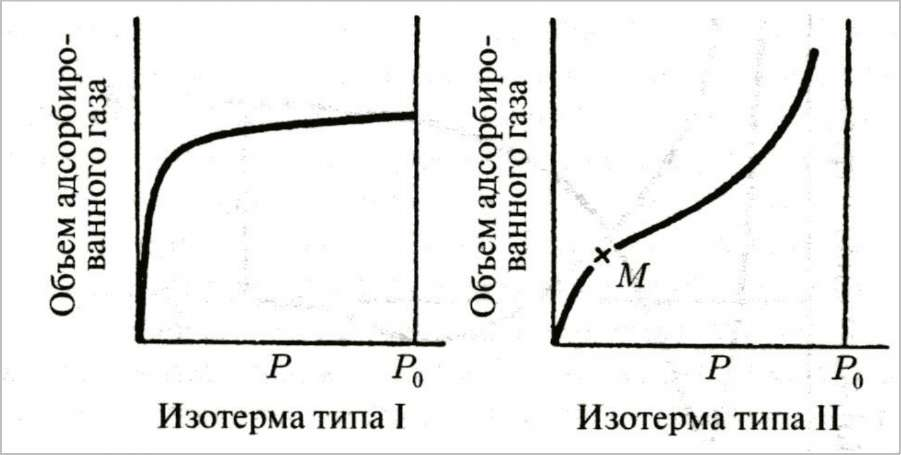 Объем адсорбиро-
ванного газа
P
P₀
Изотерма типа I
Объем адсорбиро-
ванного газа
M
P
P₀
Изотерма типа II